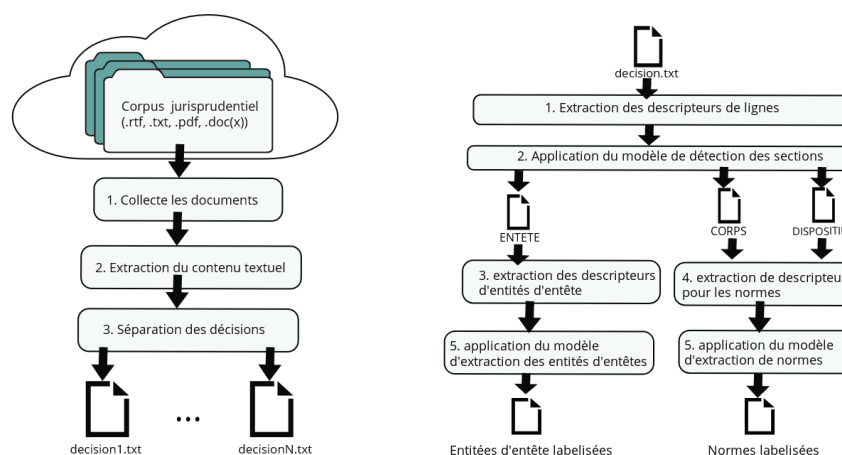 Corpus jurisprudentiel
(.rtf, .txt, .pdf, .doc(x))
1. Collecte les documents
2. Extraction du contenu textuel
3. Séparation des décisions
...
decision1.txt
decisionN.txt
decision.txt
1. Extraction des descripteurs de lignes
2. Application du modèle de détection des sections
ENTETE
CORPS
DISPOSITI
3. extraction des descripteurs
d'entités d'entête
4. extraction de descripteu
pour les normes
5. application du modèle
d'extraction des entités d'entêtes
5. application du modèle
d'extraction de normes
Entitées d'entête labelisées
Normes labelisées